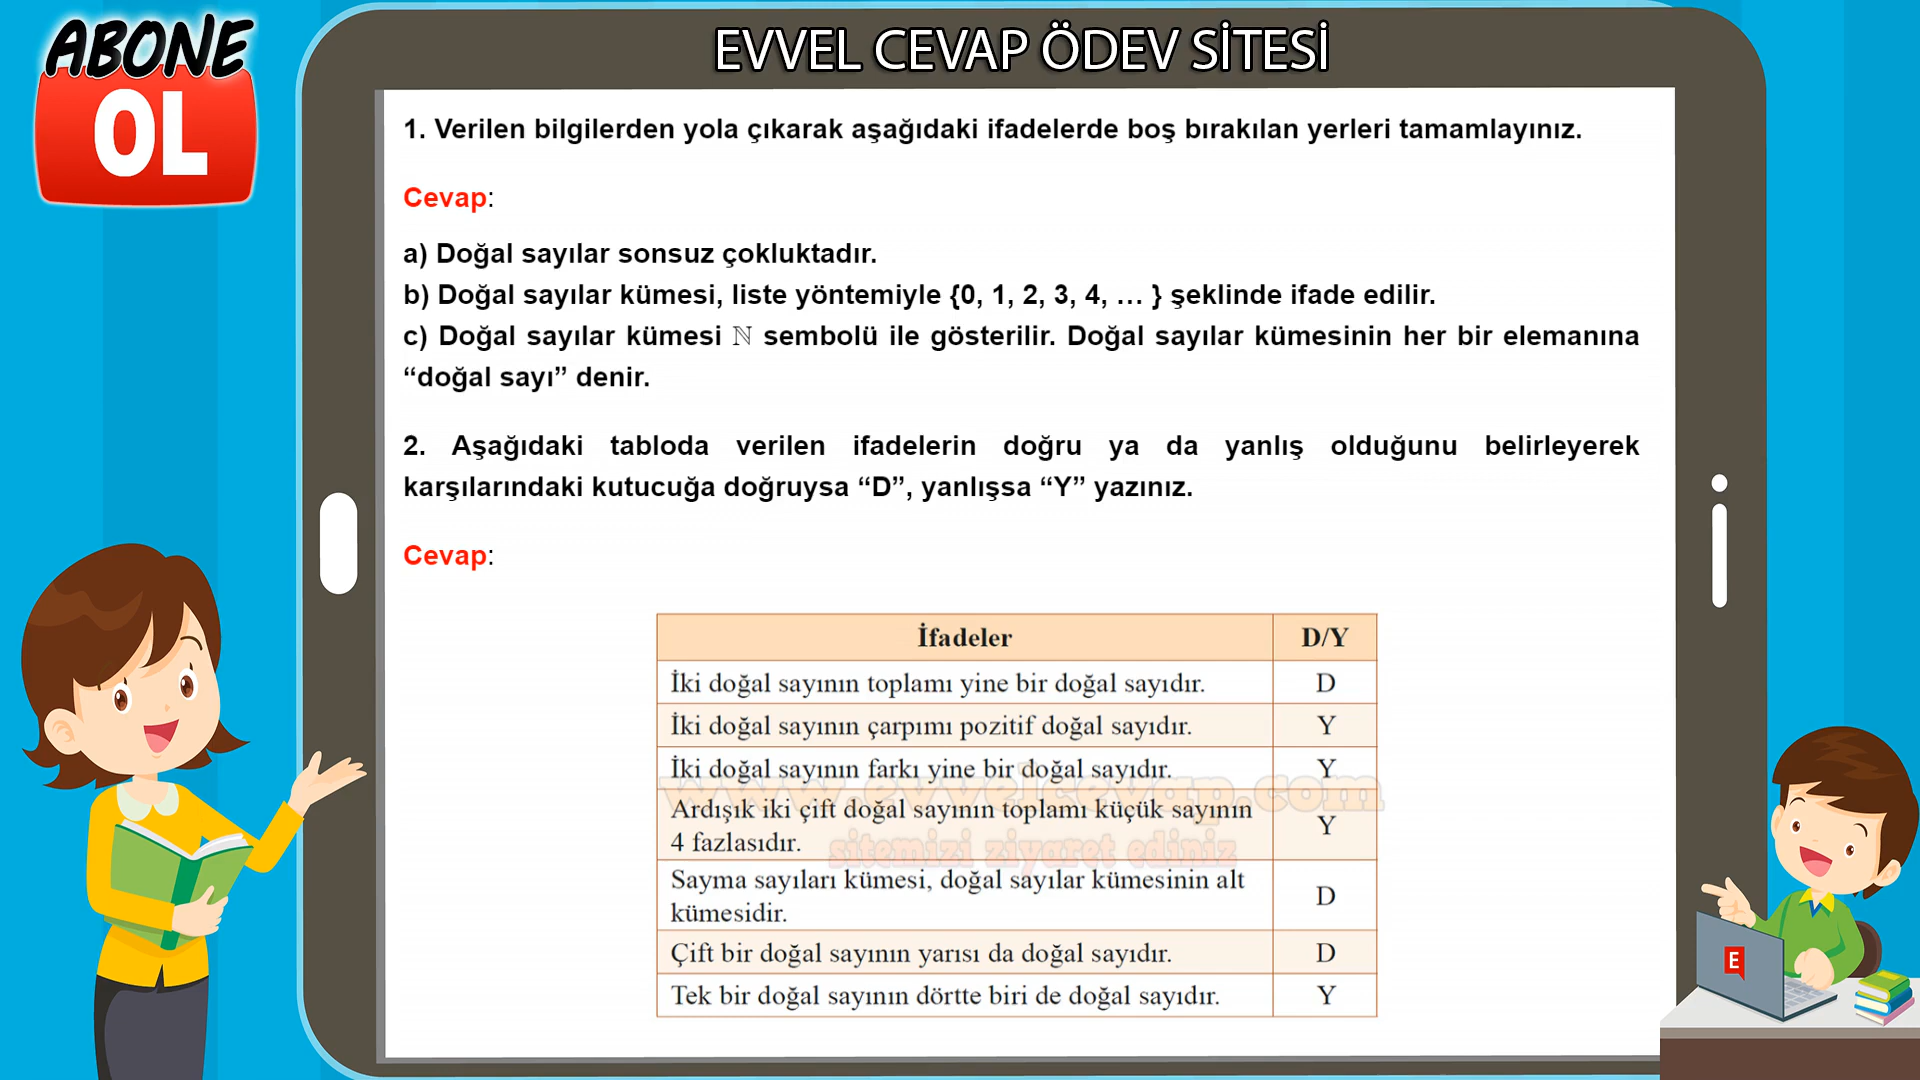 ABONE
OL
EVVEL CEVAP ÖDEV SİTESİ
1. Verilen bilgilerden yola çıkarak aşağıdaki ifadelerde boş bırakılan yerleri tamamlayınız.
Cevap:
a) Doğal sayılar sonsuz çokluktadır.
b) Doğal sayılar kümesi, liste yöntemiyle {0, 1, 2, 3, 4, … } şeklinde ifade edilir.
c) Doğal sayılar kümesi ℕ sembolü ile gösterilir. Doğal sayılar kümesinin her bir elemanına
“doğal sayı” denir.
2. Aşağıdaki tabloda verilen ifadelerin doğru ya da yanlış olduğunu belirleyerek
karşılarındaki kutucuğa doğruysa “D”, yanlışsa “Y” yazınız.
Cevap:
İfadeler D/Y
İki doğal sayının toplamı yine bir doğal sayıdır. D
İki doğal sayının çarpımı pozitif doğal sayıdır. Y
İki doğal sayının farkı yine bir doğal sayıdır. Y
www.evvelcevap.com
Ardışık iki çift doğal sayının toplamı küçük sayının
4 fazlasıdır. Y
sitemizi ziyaret ediniz
Sayma sayıları kümesi, doğal sayılar kümesinin alt
kümesidir. D
Çift bir doğal sayının yarısı da doğal sayıdır. D
Tek bir doğal sayının dörtte biri de doğal sayıdır. Y
E